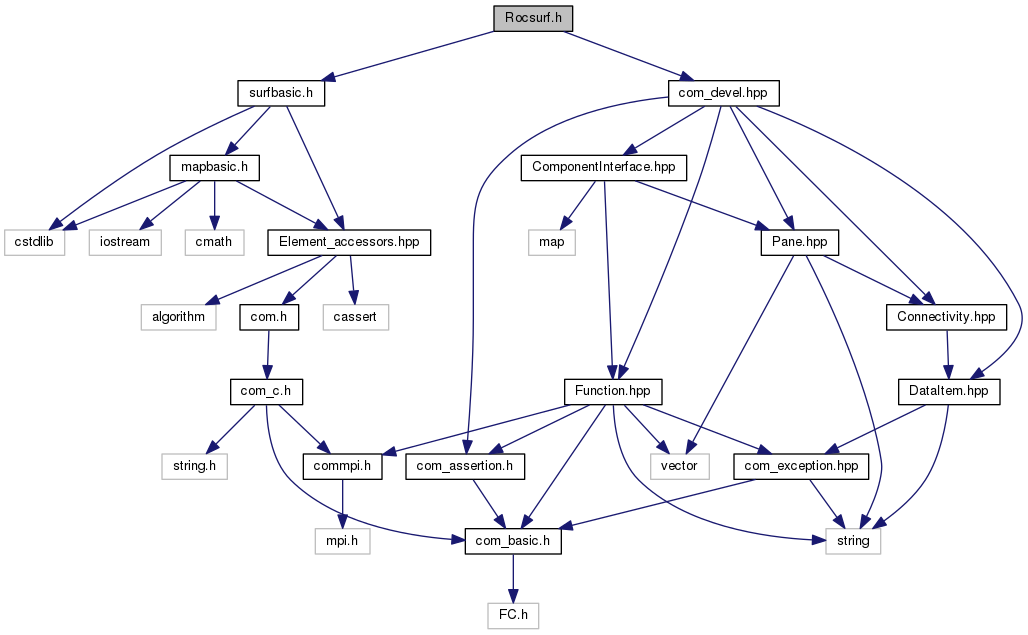 Rocsurf.h
surfbasic.h
com_devel.hpp
mapbasic.h
ComponentInterface.hpp
cstdlib
iostream
cmath
Element_accessors.hpp
map
Pane.hpp
algorithm
com.h
cassert
Connectivity.hpp
com_c.h
Function.hpp
DataItem.hpp
string.h
commpi.h
com_assertion.h
vector
com_exception.hpp
mpi.h
com_basic.h
string
FC.h